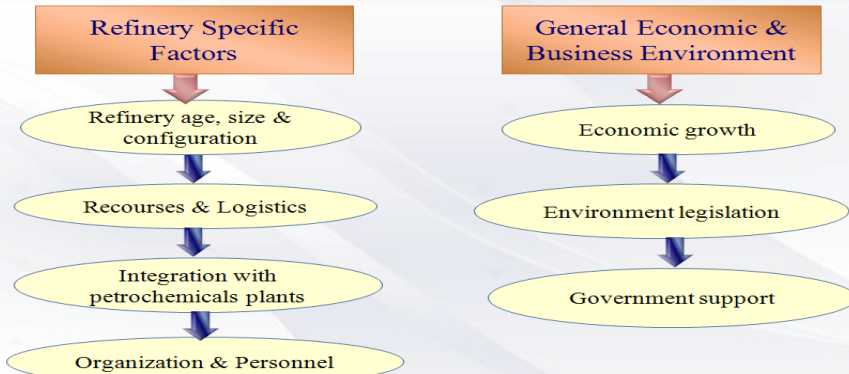 Refinery Specific
Factors
Refinery age, size &
configuration
Recourses & Logistics
Integration with
petrochemicals plants
Organization & Personnel
General Economic &
Business Environment
Economic growth
Environment legislation
Government support